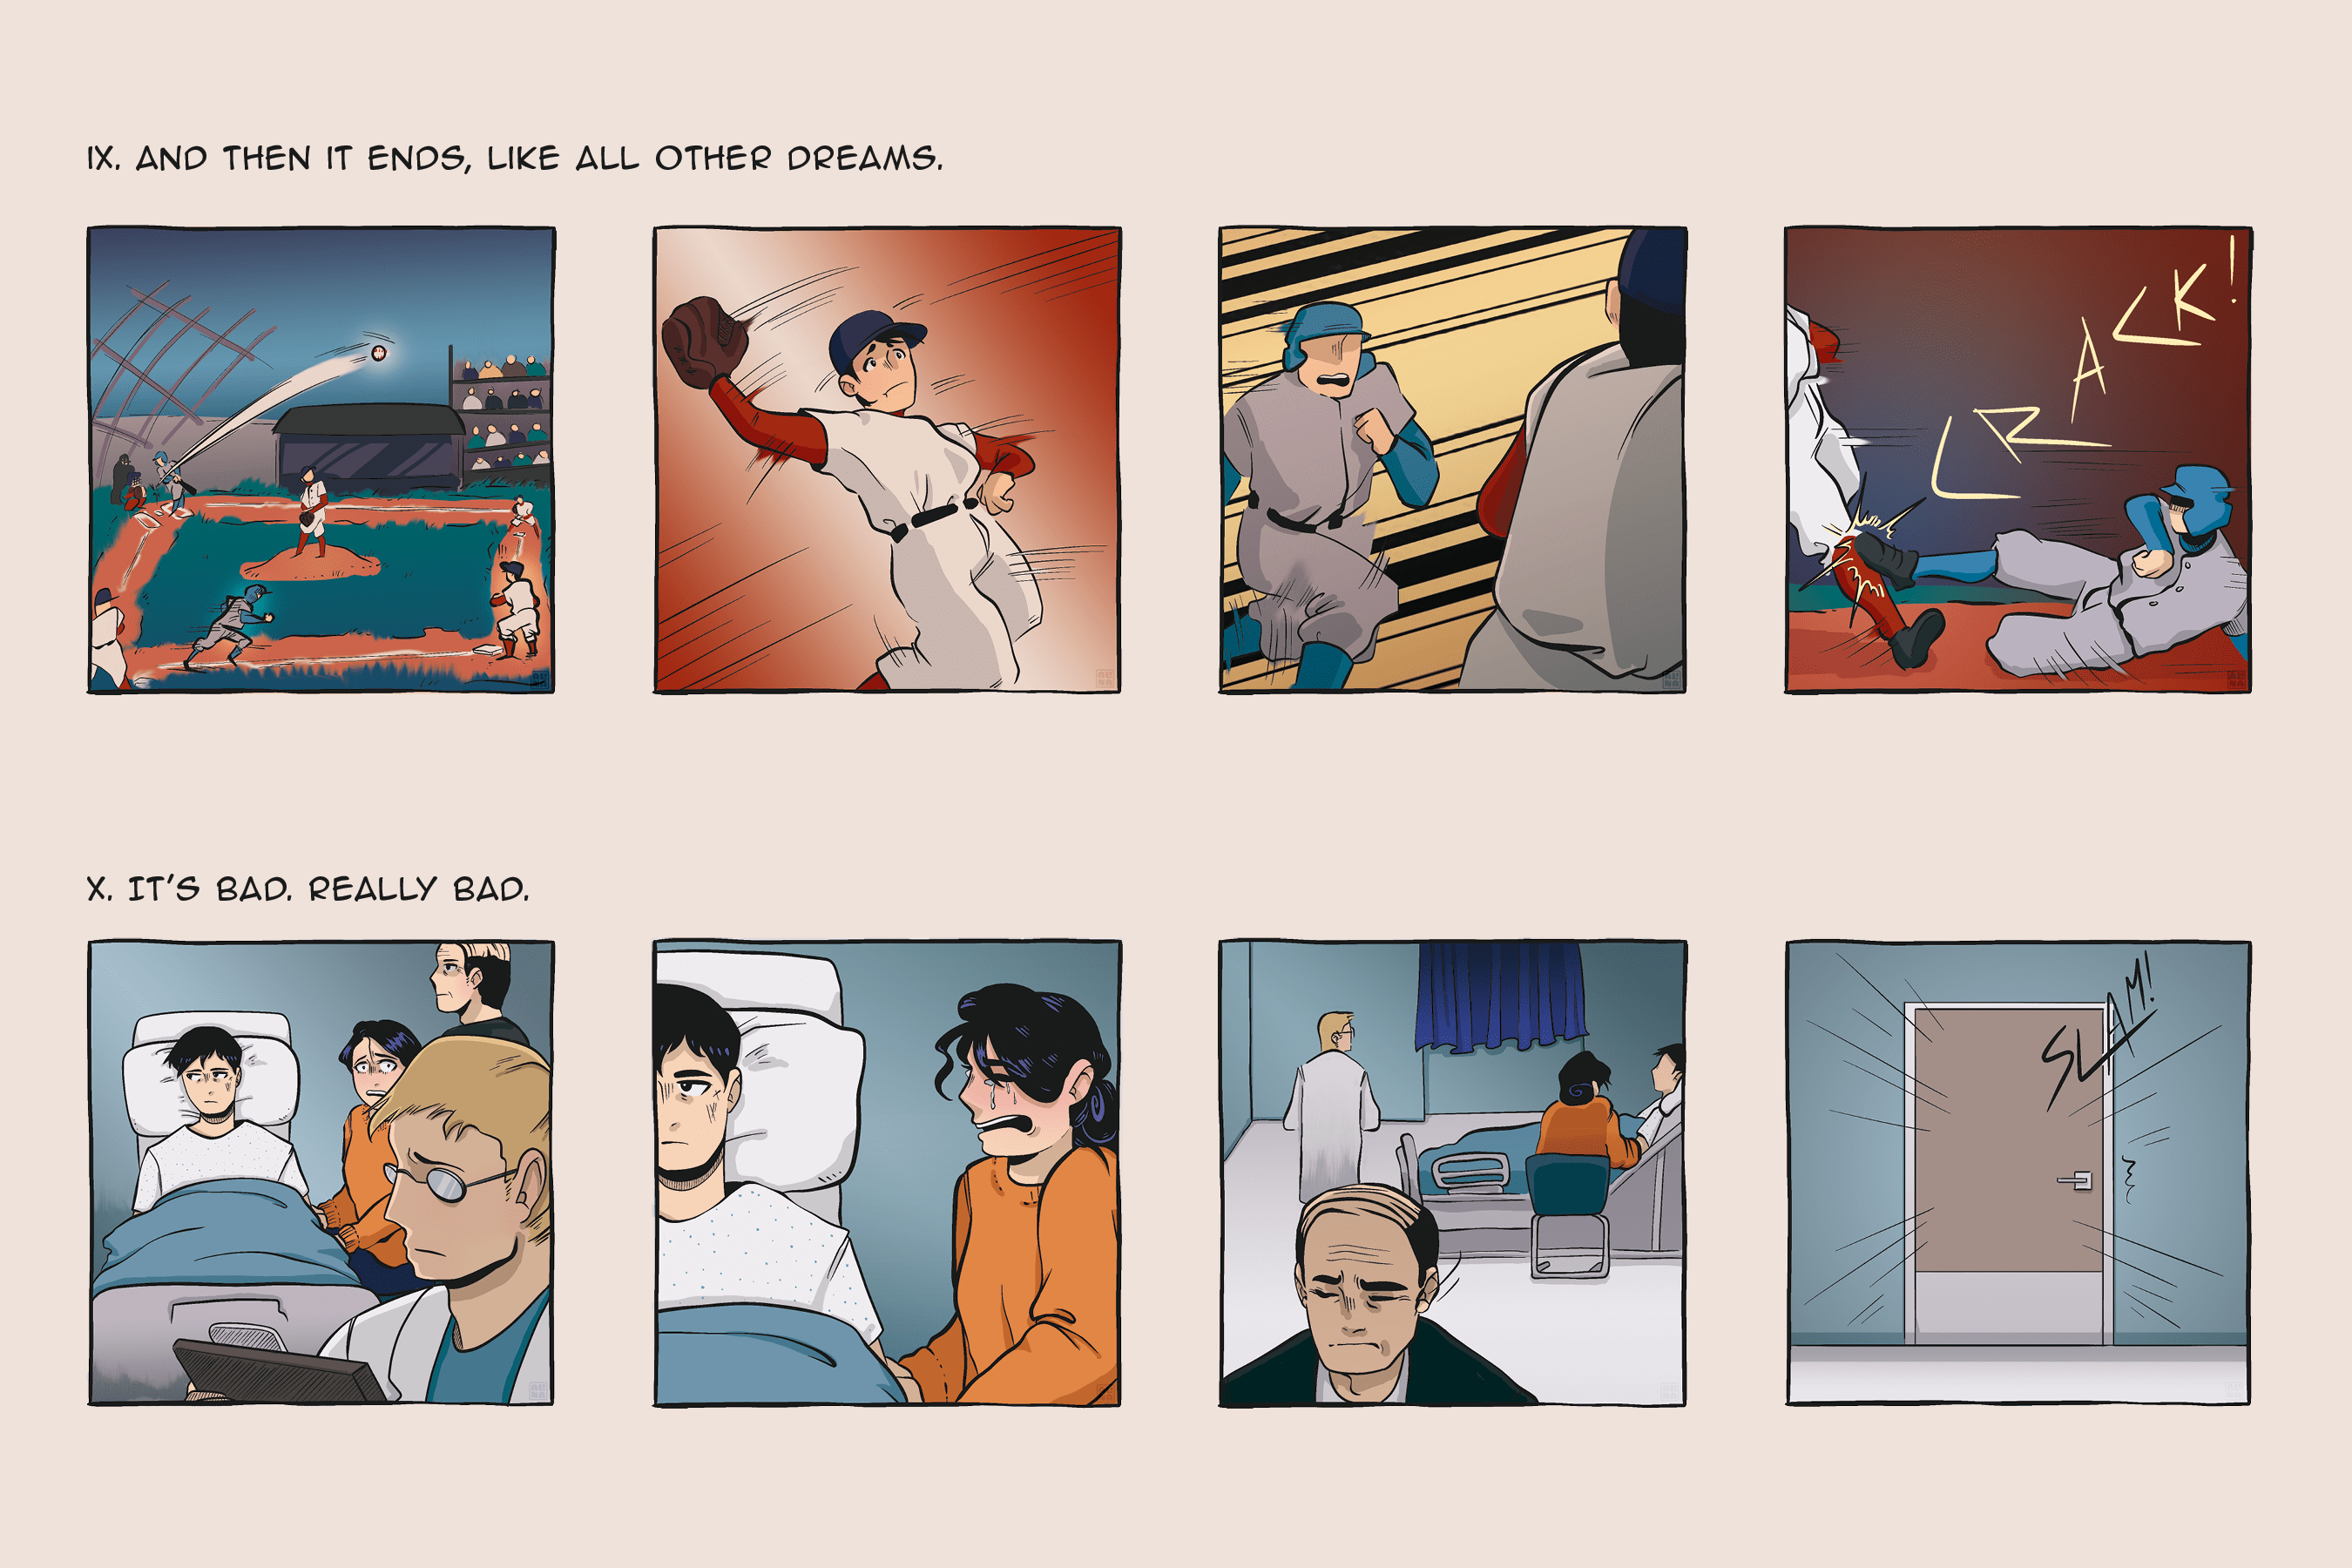 IX. AND THEN IT ENDS, LIKE ALL OTHER DREAMS.
CRACK!
X. IT'S BAD. REALLY BAD.
SLAM!